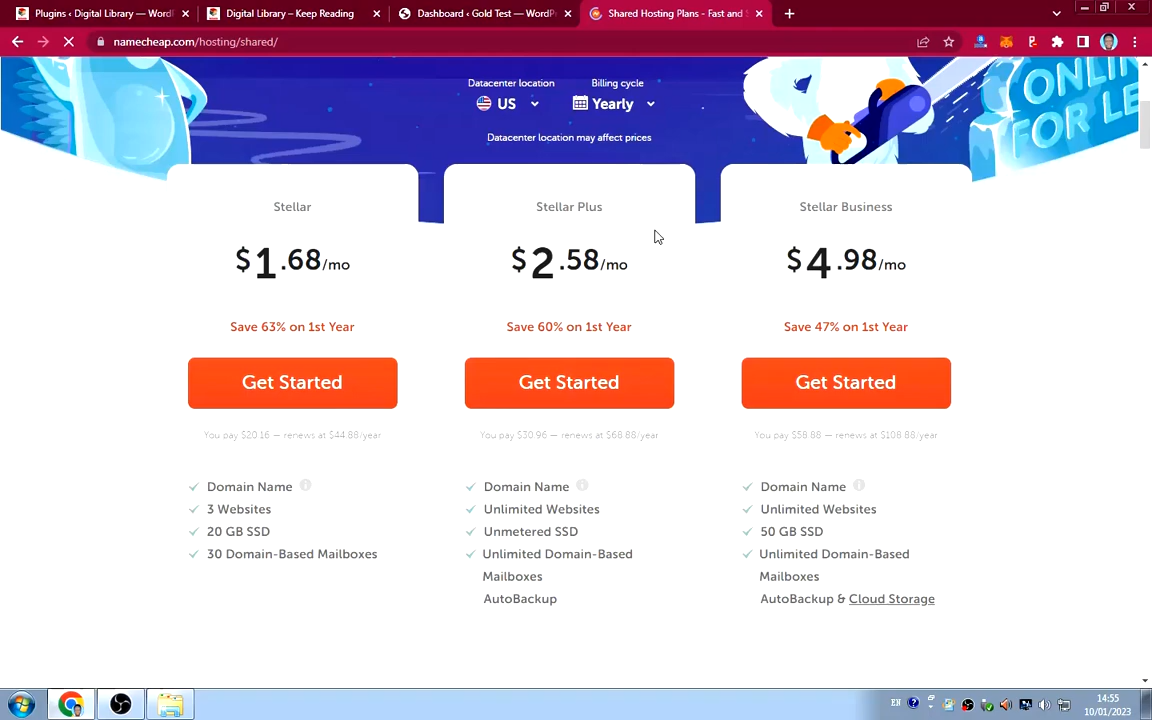 Plugins ‹ Digital Library — Word
Digital Library – Keep Reading
Dashboard ‹ Gold Test — WordPr
Shared Hosting Plans - Fast and S
namecheap.com/hosting/shared/
Datacenter location
Billing cycle
US
Yearly
Datacenter location may affect prices
ONLIN
FOR LE
Stellar
$1.68/mo
Save 63% on 1st Year
Get Started
You pay $20.16 — renews at $44.88/year
Domain Name
3 Websites
20 GB SSD
30 Domain-Based Mailboxes
Stellar Plus
$2.58/mo
Save 60% on 1st Year
Get Started
You pay $30.96 — renews at $68.88/year
Domain Name
Unlimited Websites
Unmetered SSD
Unlimited Domain-Based
Mailboxes
AutoBackup
Stellar Business
$4.98/mo
Save 47% on 1st Year
Get Started
You pay $58.88 — renews at $108.88/year
Domain Name
Unlimited Websites
50 GB SSD
Unlimited Domain-Based
Mailboxes
AutoBackup & Cloud Storage
EN
14:55
10/01/2023